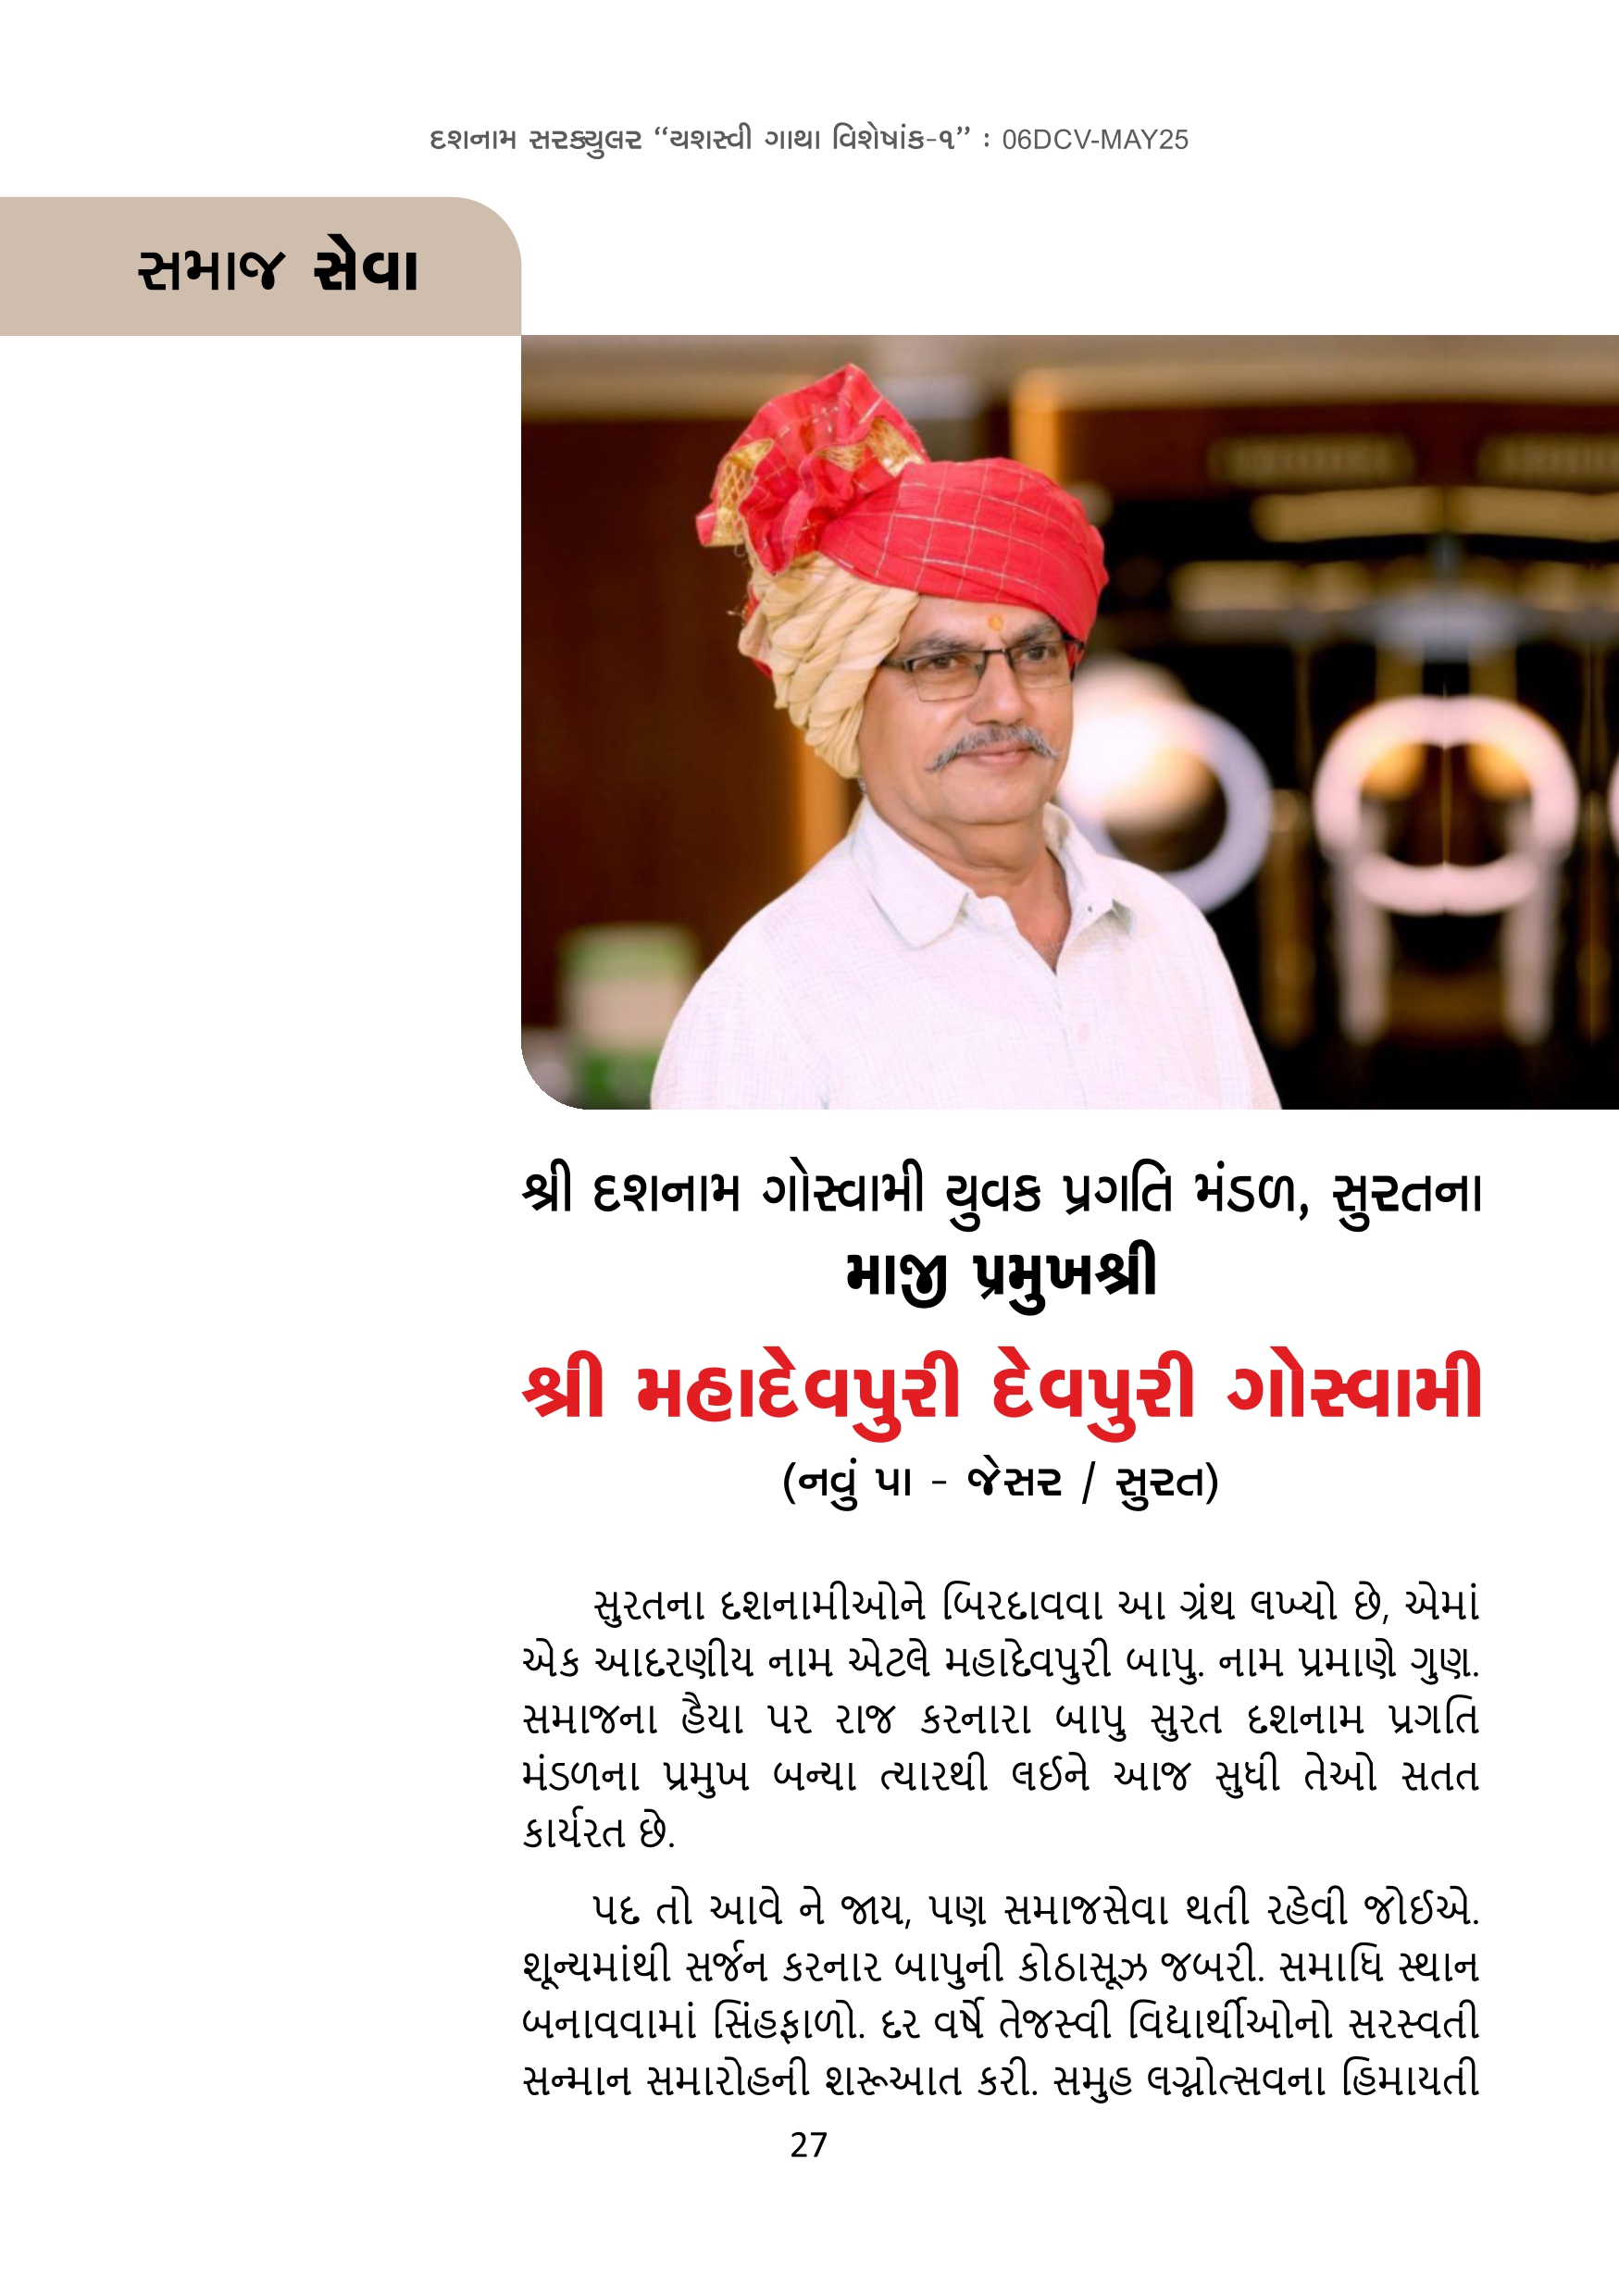 દશનામ સરક્યુલર “યશસ્વી ગાથા વિશેષાંક-૧” : 06DCV-MAY25
સમાજ સેવા
શ્રી દશનામ ગોસ્વામી યુવક પ્રગતિ મંડળ, સુરતના
માજી પ્રમુખશ્રી
શ્રી મહાદેવપુરી દેવપુરી ગોસ્વામી
(નવું પા - જેસર / સુરત)
સુરતના દશનામીઓને બિરદાવવા આ ગ્રંથ લખ્યો છે, એમાં
એક આદરણીય નામ એટલે મહાદેવપુરી બાપુ. નામ પ્રમાણે ગુણ.
સમાજના હૈયા પર રાજ કરનારા બાપુ સુરત દશનામ પ્રગતિ
મંડળના પ્રમુખ બન્યા ત્યારથી લઈને આજ સુધી તેઓ સતત
કાર્યરત છે.
પદ તો આવે ને જાય, પણ સમાજસેવા થતી રહેવી જોઈએ.
શૂન્યમાંથી સર્જન કરનાર બાપુની કોઠાસૂઝ જબરી. સમાધિ સ્થાન
બનાવવામાં સિંહફાળો. દર વર્ષે તેજસ્વી વિદ્યાર્થીઓનો સરસ્વતી
સન્માન સમારોહની શરૂઆત કરી. સમુહ લગ્નોત્સવના હિમાયતી
27